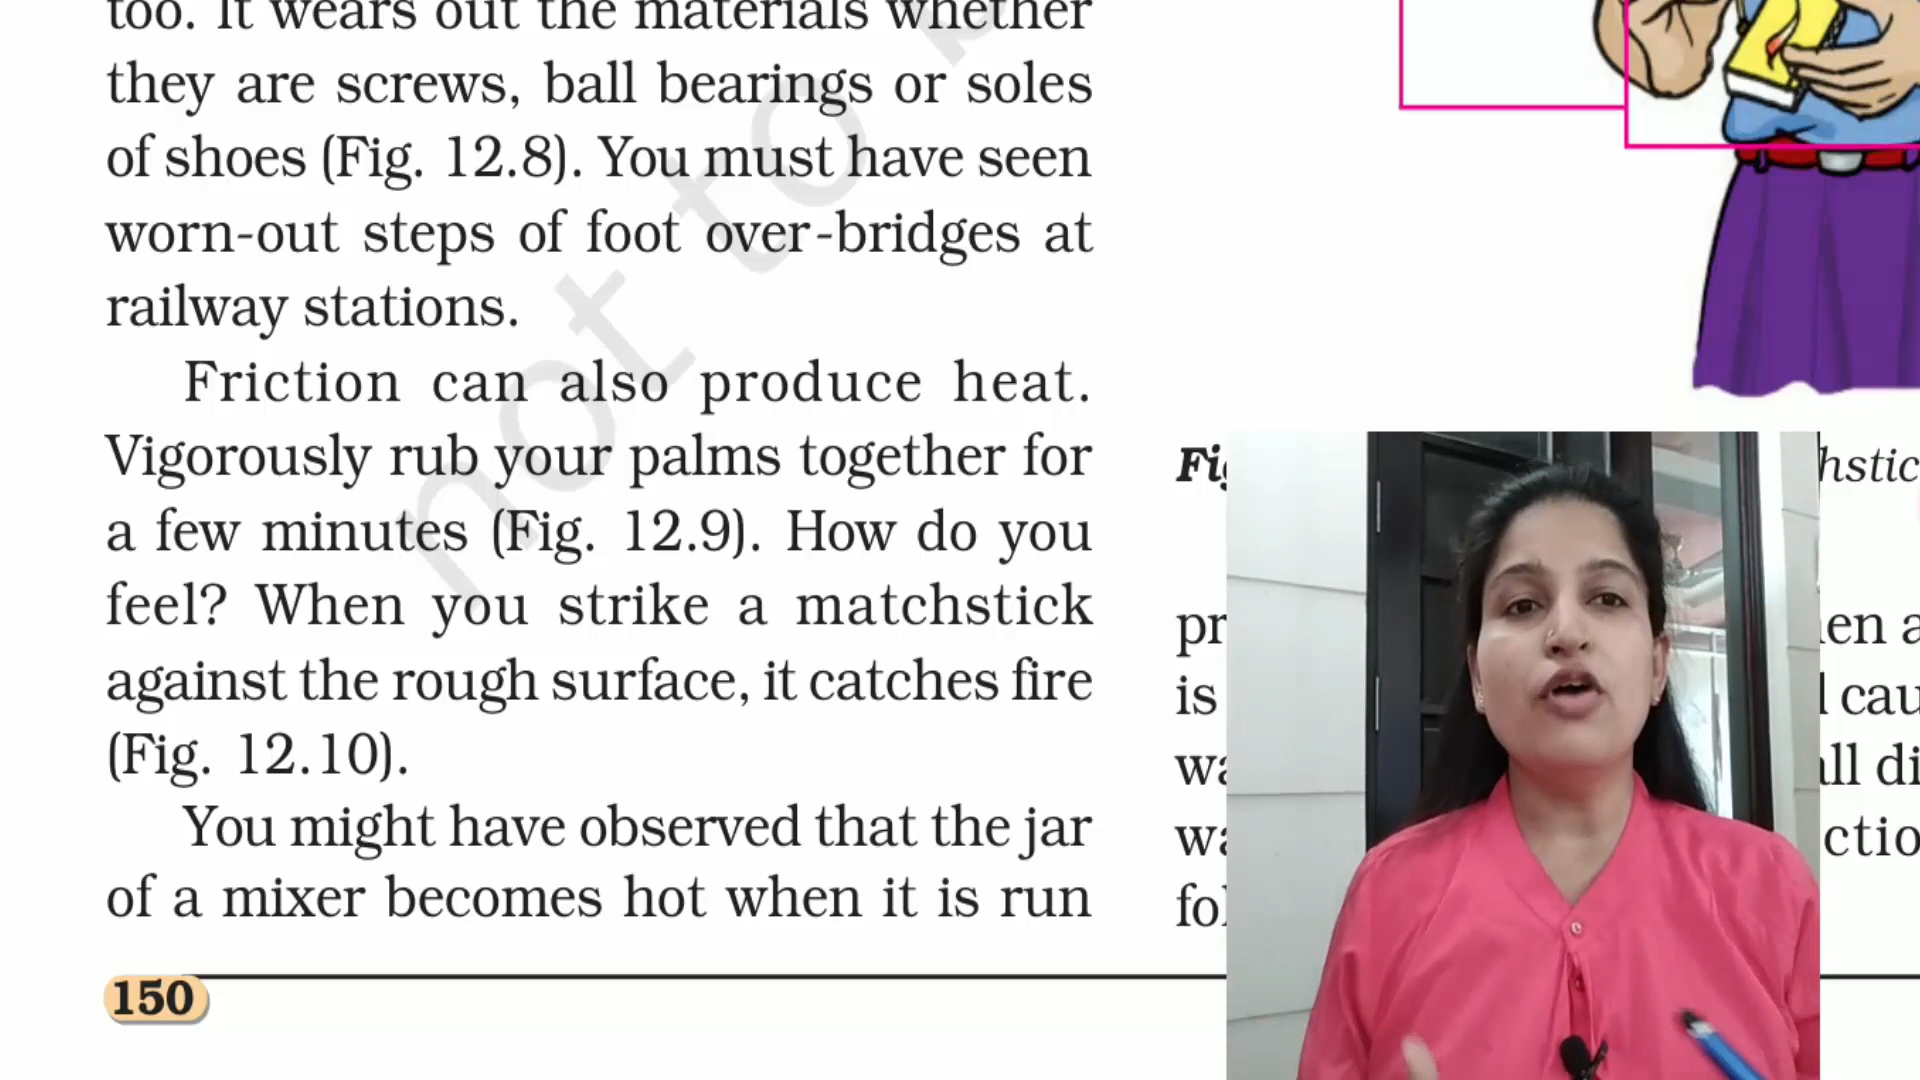 too. It wears out the materials whether
they are screws, ball bearings or soles
of shoes (Fig. 12.8). You must have seen
worn-out steps of foot over-bridges at
railway stations.
Friction can also produce heat.
Vigorously rub your palms together for
a few minutes (Fig. 12.9). How do you
feel? When you strike a matchstick
against the rough surface, it catches fire
(Fig. 12.10).
You might have observed that the jar
of a mixer becomes hot when it is run
150
is
not to